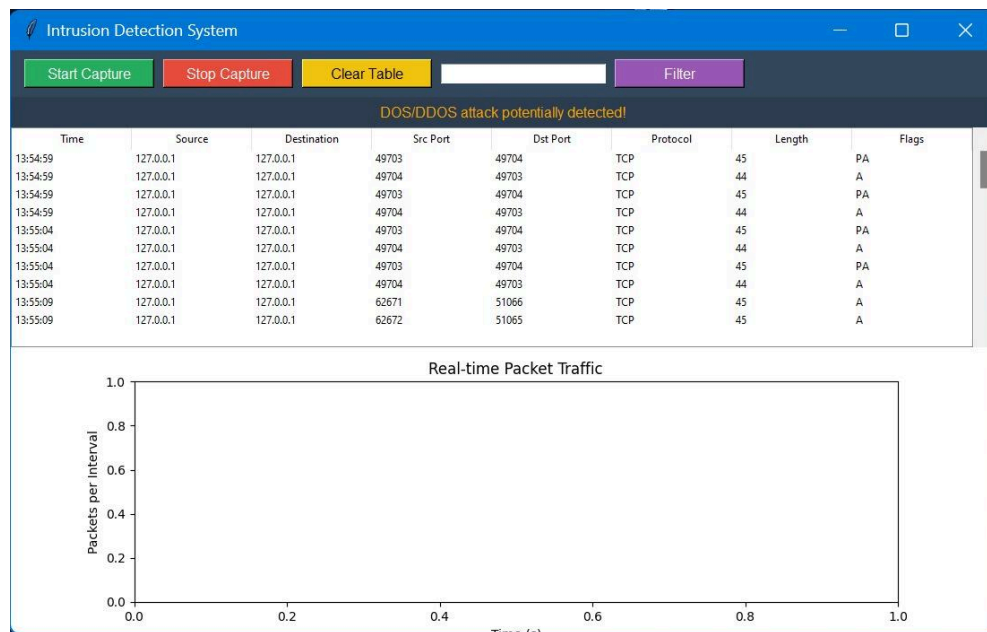 Intrusion Detection System
Start Capture Stop Capture Clear Table Filter
DOS/DDOS attack potentially detected!
Time Source Destination Src Port Dst Port Protocol Length Flags
13:54:59 127.0.0.1 127.0.0.1 49703 49704 TCP 45 PA
13:54:59 127.0.0.1 127.0.0.1 49704 49703 TCP 44 A
13:54:59 127.0.0.1 127.0.0.1 49703 49704 TCP 45 PA
13:54:59 127.0.0.1 127.0.0.1 49704 49703 TCP 44 A
13:55:04 127.0.0.1 127.0.0.1 49703 49704 TCP 45 PA
13:55:04 127.0.0.1 127.0.0.1 49704 49703 TCP 44 A
13:55:04 127.0.0.1 127.0.0.1 49703 49704 TCP 45 PA
13:55:04 127.0.0.1 127.0.0.1 49704 49703 TCP 44 A
13:55:09 127.0.0.1 127.0.0.1 62671 51066 TCP 45 A
13:55:09 127.0.0.1 127.0.0.1 62672 51065 TCP 45 A
Real-time Packet Traffic
Packets per Interval
1.0
0.8
0.6
0.4
0.2
0.0
0.0 0.2 0.4 0.6 0.8 1.0
Time (s)